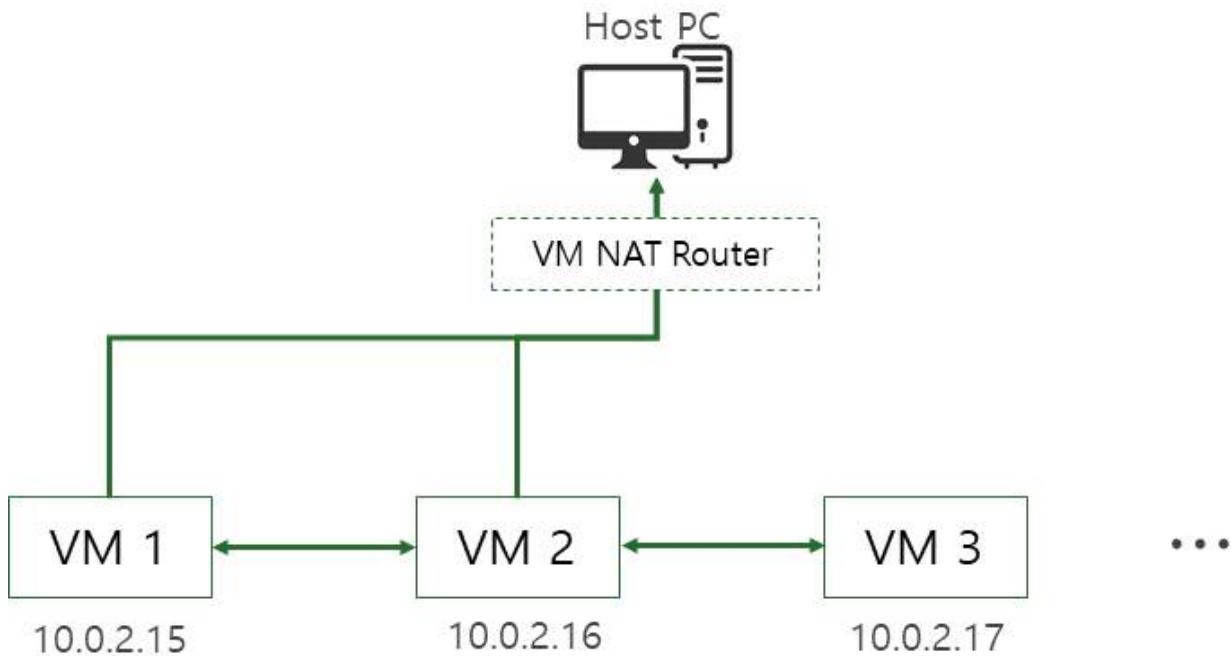 Host PC
VM NAT Router
VM 1
VM 2
VM 3
...
10.0.2.15
10.0.2.16
10.0.2.17